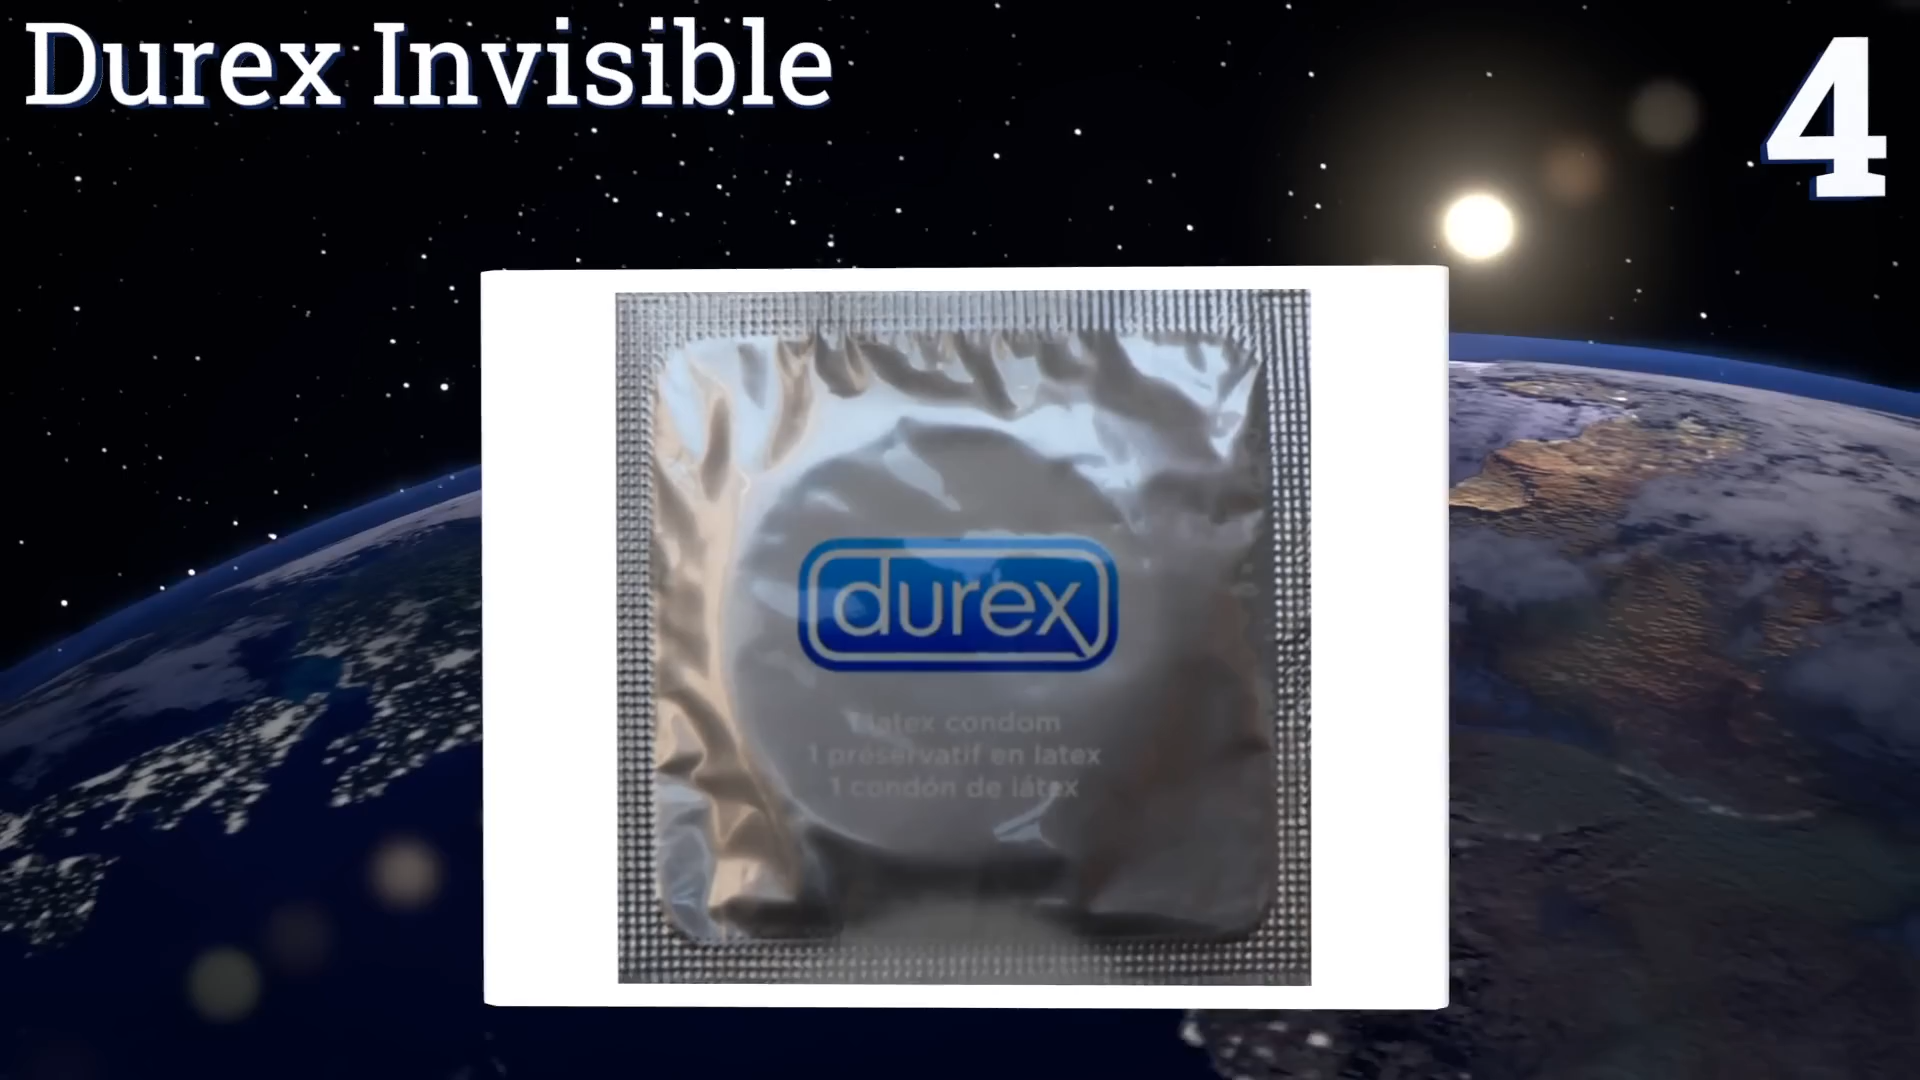 Durex Invisible
4
durex
1 latex condom
1 préservatif en latex
1 condón de látex